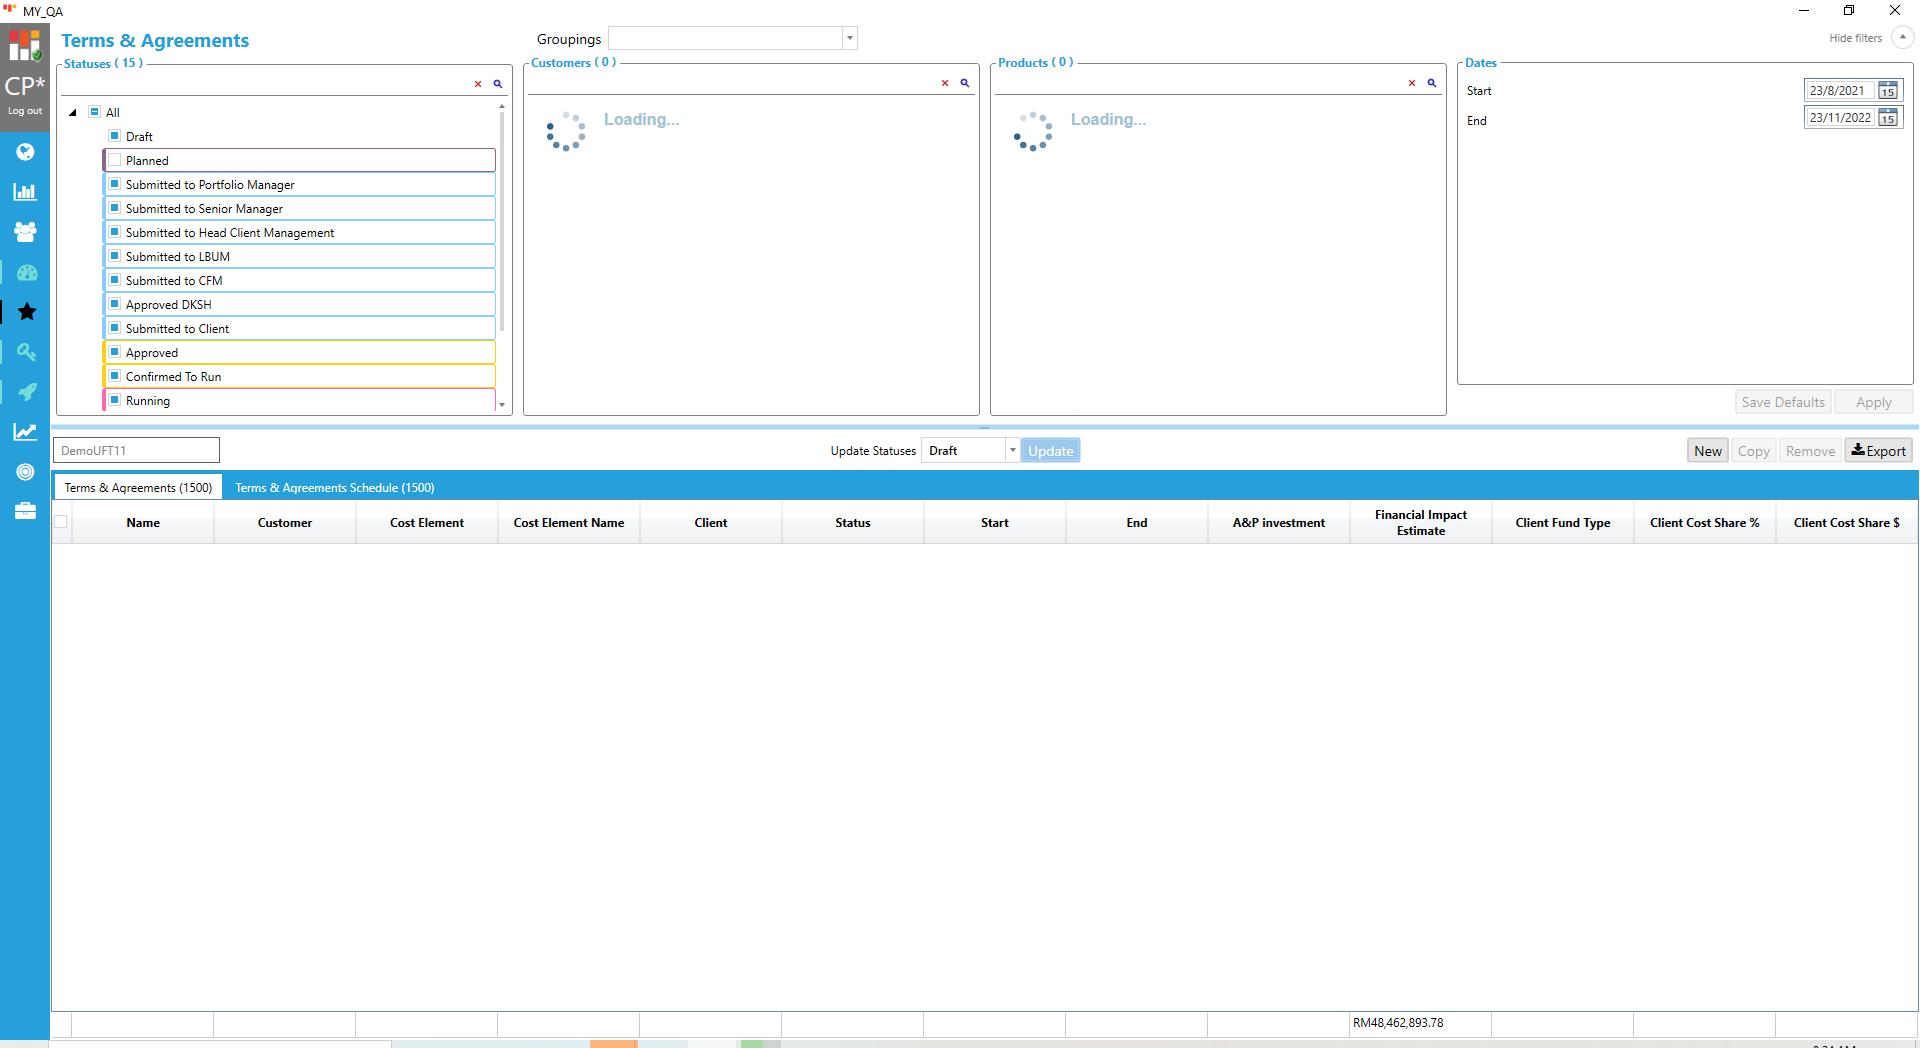 MY_QA
CP*
Log out
Terms & Agreements
Groupings
Hide filters
Statuses ( 15 )
All
Draft
Planned
Submitted to Portfolio Manager
Submitted to Senior Manager
Submitted to Head Client Management
Submitted to LBUM
Submitted to CFM
Approved DKSH
Submitted to Client
Approved
Confirmed To Run
Running
Customers ( 0 )
Loading...
Products ( 0 )
Loading...
Dates
Start 23/8/2021 15
End 23/11/2022 15
Save Defaults Apply
DemoUFT11 Update Statuses Draft Update New Copy Remove Export
Terms & Agreements (1500) Terms & Agreements Schedule (1500)
Name Customer Cost Element Cost Element Name Client Status Start End A&P investment Financial Impact Estimate Client Fund Type Client Cost Share % Client Cost Share $
RM48,462,893.78